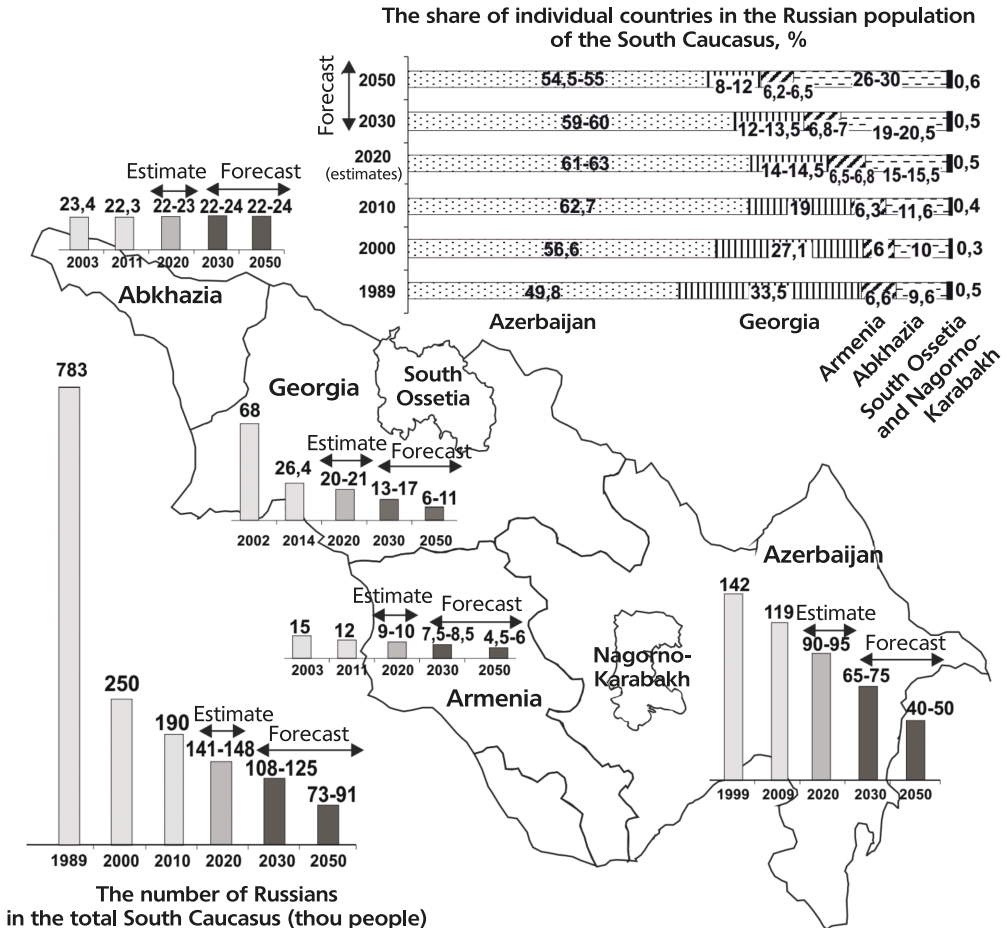 The share of individual countries in the Russian population
of the South Caucasus, %
Forecast
2050
54,5-55
8-12
6,2-6,5
26-30
0,6
2030
59-60
12-13,5
6,8-7
19-20,5
0,5
2020
(estimates)
61-63
14-14,5
6,5-6,8
15-15,5
0,5
2010
62,7
19
6,3
11,6
0,4
2000
56,6
27,1
6
10
0,3
1989
49,8
33,5
6,6
9,6
0,5
Azerbaijan
Georgia
Armenia
Abkhazia
South Ossetia
and Nagorno-
Karabakh
Estimate
Forecast
23,4
22,3
22-23
22-24
22-24
2003
2011
2020
2030
2050
Abkhazia
Georgia
South
Ossetia
68
26,4
Estimate
Forecast
20-21
13-17
6-11
2002
2014
2020
2030
2050
Estimate
Forecast
15
12
9-10
7,5-8,5
4,5-6
2003
2011
2020
2030
2050
Armenia
Nagorno-
Karabakh
Azerbaijan
142
119
Estimate
90-95
Forecast
65-75
40-50
1999
2009
2020
2030
2050
783
250
190
Estimate
141-148
Forecast
108-125
73-91
1989
2000
2010
2020
2030
2050
The number of Russians
in the total South Caucasus (thou people)